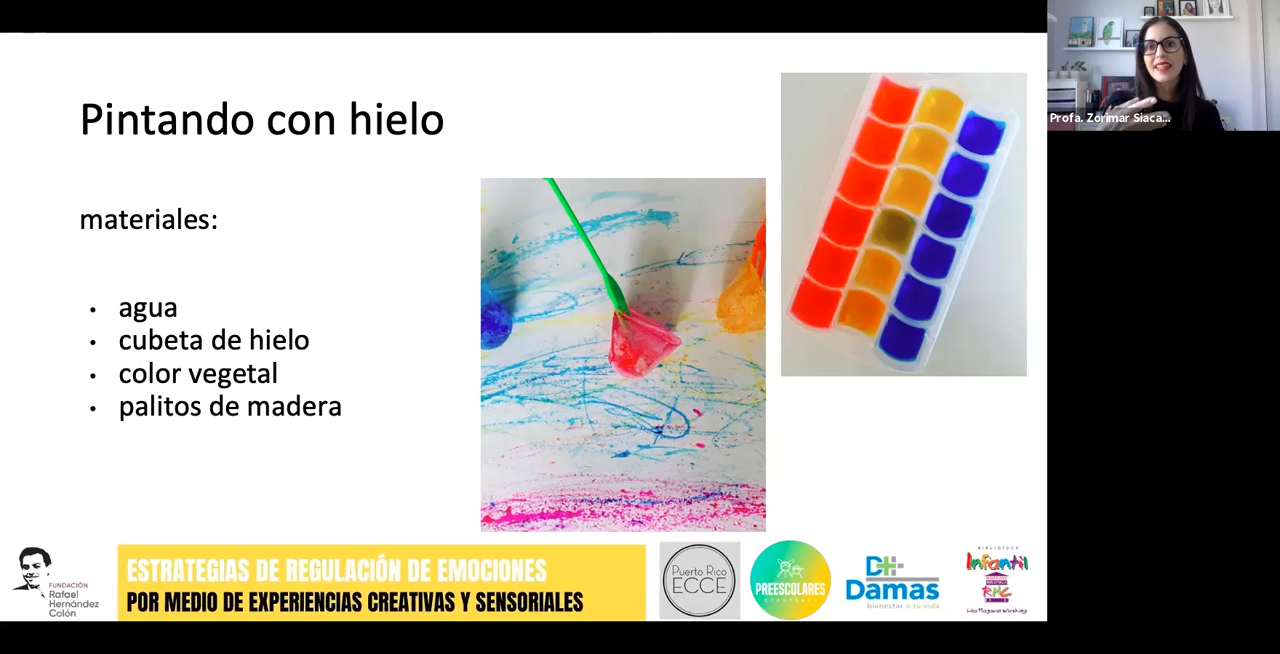 Profa. Zorimar Siaca...
Pintando con hielo
materiales:
• agua
• cubeta de hielo
• color vegetal
• palitos de madera
FUNDACIÓN
Rafael
Hernández
Colón
ESTRATEGIAS DE REGULACIÓN DE EMOCIONES
POR MEDIO DE EXPERIENCIAS CREATIVAS Y SENSORIALES
Puerto Rico
ECCE
PREESCOLARES
D+
Damas
bienestar a tu vida
BIBLIOTECA
Infantil
RHC